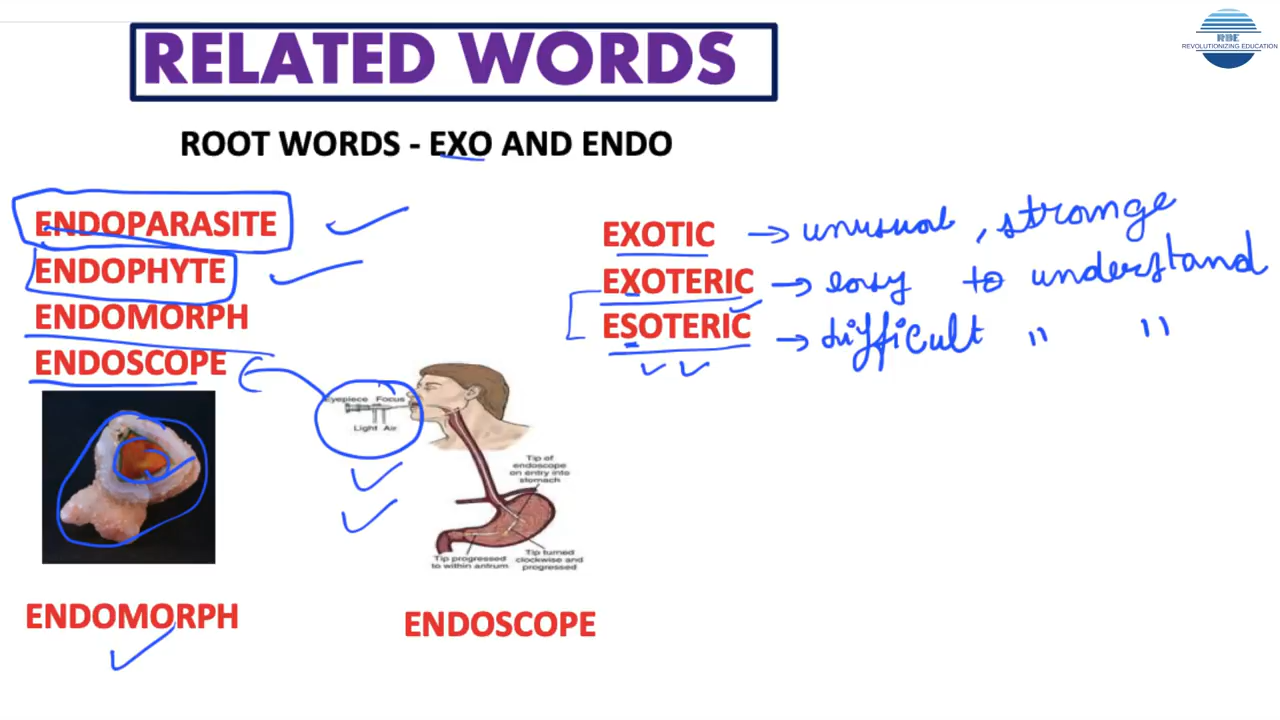 RELATED WORDS
RBE
REVOLUTIONIZING EDUCATION
ROOT WORDS - EXO AND ENDO
ENDOPARASITE
ENDOPHYTE
ENDOMORPH
ENDOSCOPE
EXOTIC → unusual, strange
EXOTERIC → easy to understand
ESOTERIC → difficult " "
Eyepiece Focus
Light Air
Tip of
endoscope
on entry into
stomach
Tip progressed
to within antrum
Tip turned
clockwise and
progressed
ENDOMORPH
ENDOSCOPE